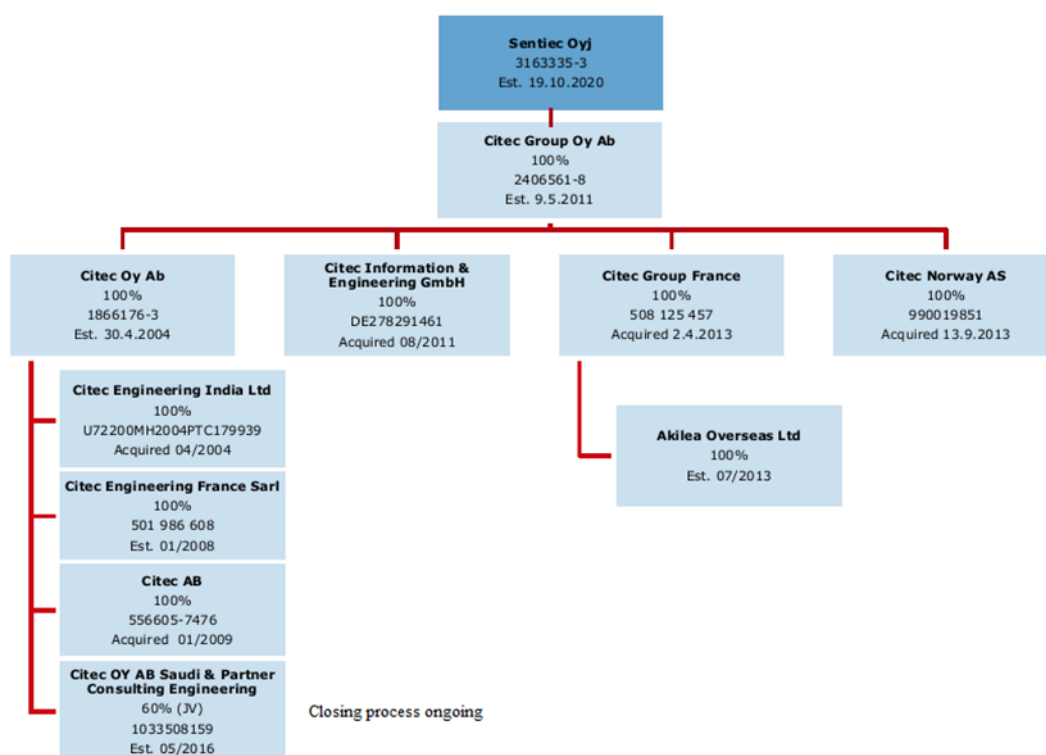 Sentiec Oyj
3163335-3
Est. 19.10.2020
Citec Group Oy Ab
100%
2406561-8
Est. 9.5.2011
Citec Oy Ab
100%
1866176-3
Est. 30.4.2004
Citec Information &
Engineering GmbH
100%
DE278291461
Acquired 08/2011
Citec Group France
100%
508 125 457
Acquired 2.4.2013
Citec Norway AS
100%
990019851
Acquired 13.9.2013
Citec Engineering India Ltd
100%
U72200MH2004PTC179939
Acquired 04/2004
Akilea Overseas Ltd
100%
Est. 07/2013
Citec Engineering France Sarl
100%
501 986 608
Est. 01/2008
Citec AB
100%
556605-7476
Acquired 01/2009
Citec OY AB Saudi & Partner
Consulting Engineering
60% (JV)
1033508159
Est. 05/2016
Closing process ongoing